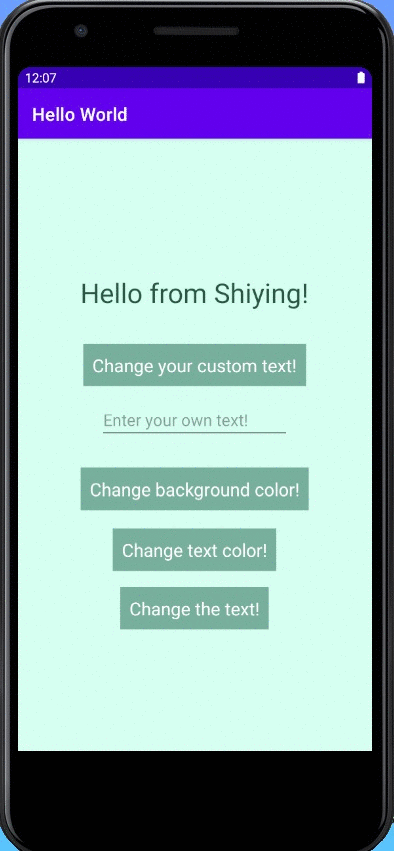 12:07
Hello World
Hello from Shiying!
Change your custom text!
Enter your own text!
Change background color!
Change text color!
Change the text!